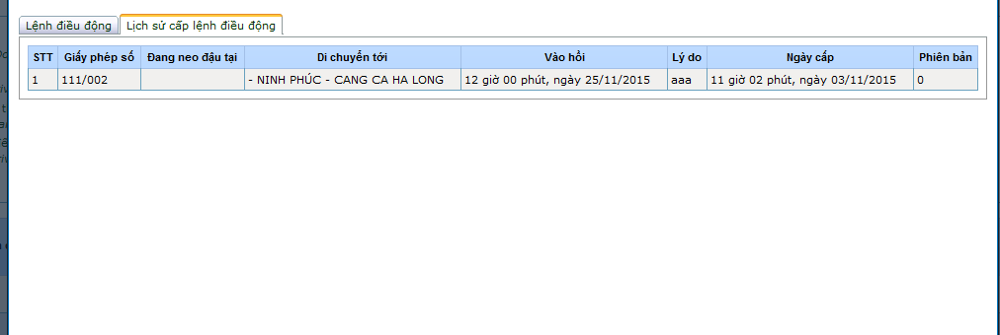 Lệnh điều động Lịch sử cấp lệnh điều động
STT Giấy phép số Đang neo đậu tại Di chuyển tới Vào hồi Lý do Ngày cấp Phiên bản
1 111/002 - NINH PHÚC - CANG CA HA LONG 12 giờ 00 phút, ngày 25/11/2015 aaa 11 giờ 02 phút, ngày 03/11/2015 0